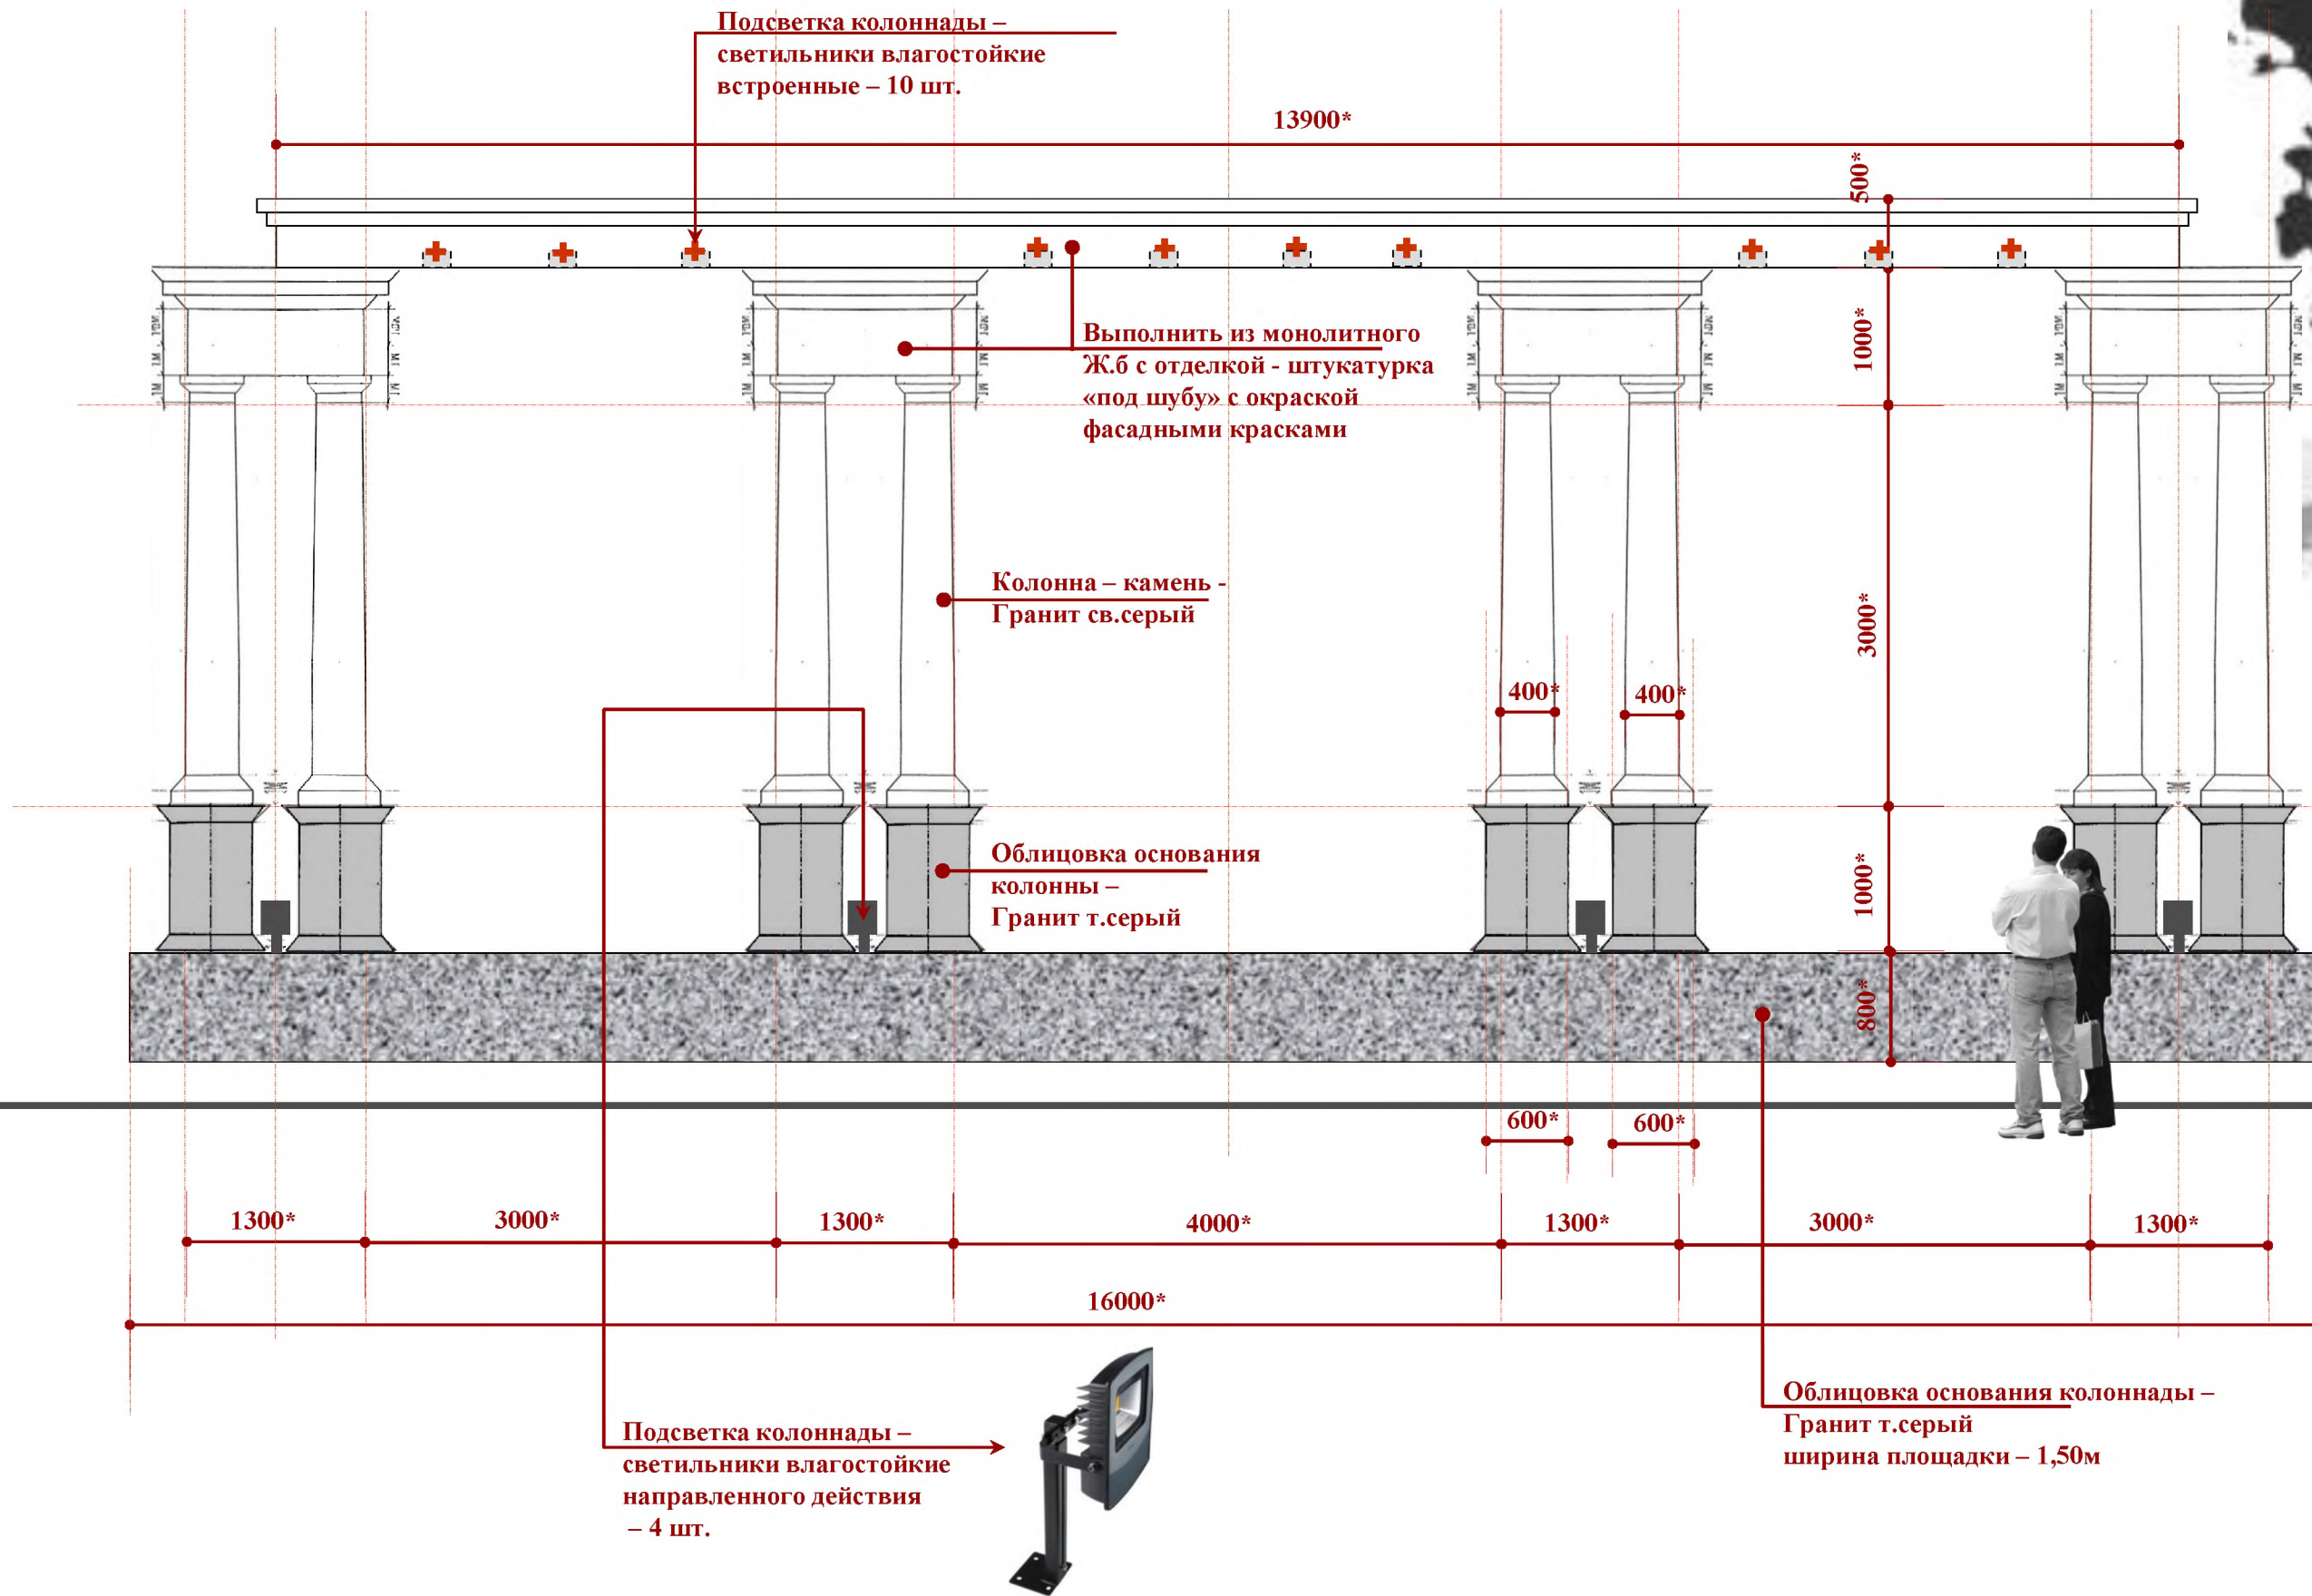 Подсветка колоннады –
светильники влагостойкие
встроенные – 10 шт.
13900*
500*
Выполнить из монолитного
Ж.б с отделкой - штукатурка
«под шубу» с окраской
фасадными красками
1000*
Колонна – камень -
Гранит св.серый
3000*
400*
400*
Облицовка основания
колонны –
Гранит т.серый
1000*
800*
600*
600*
1300*
3000*
1300*
4000*
1300*
3000*
1300*
16000*
Облицовка основания колоннады –
Гранит т.серый
ширина площадки – 1,50м
Подсветка колоннады –
светильники влагостойкие
направленного действия
– 4 шт.